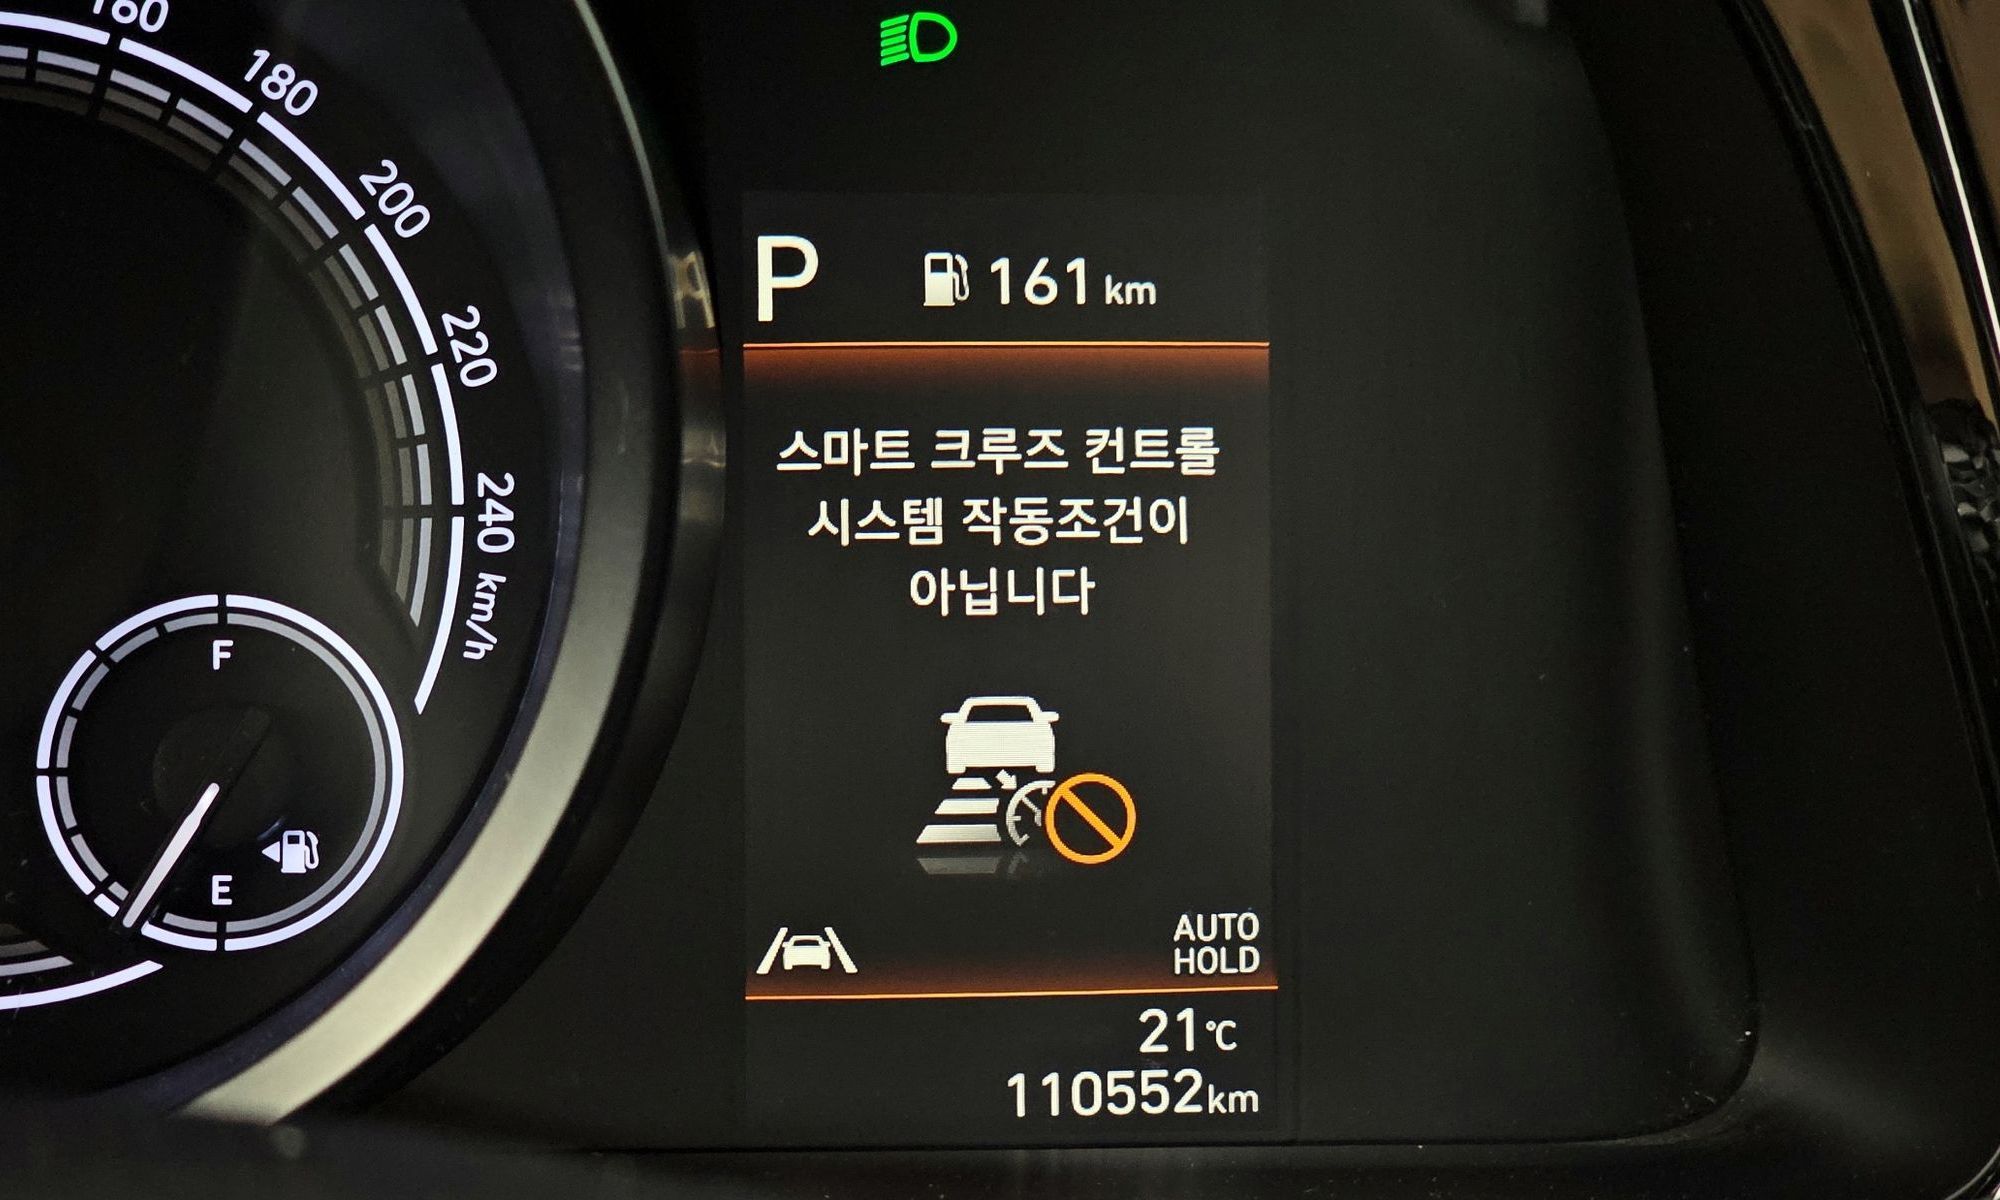 160
180
200
220
240 km/h
F
E
P 161 km
스마트 크루즈 컨트롤
시스템 작동조건이
아닙니다
AUTO
HOLD
21℃
110552km